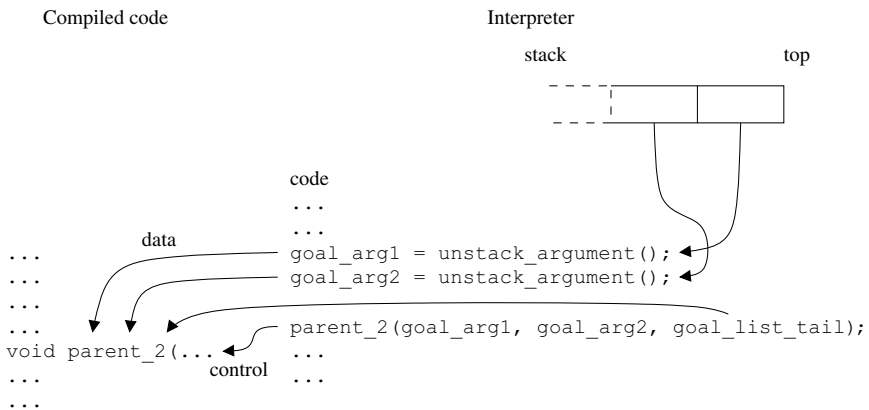 Compiled code
Interpreter
stack
top
code
...
...
data
... goal_arg1 = unstack_argument();
... goal_arg2 = unstack_argument();
...
... parent_2(goal_arg1, goal_arg2, goal_list_tail);
void parent_2(... ...
control
... ...
...